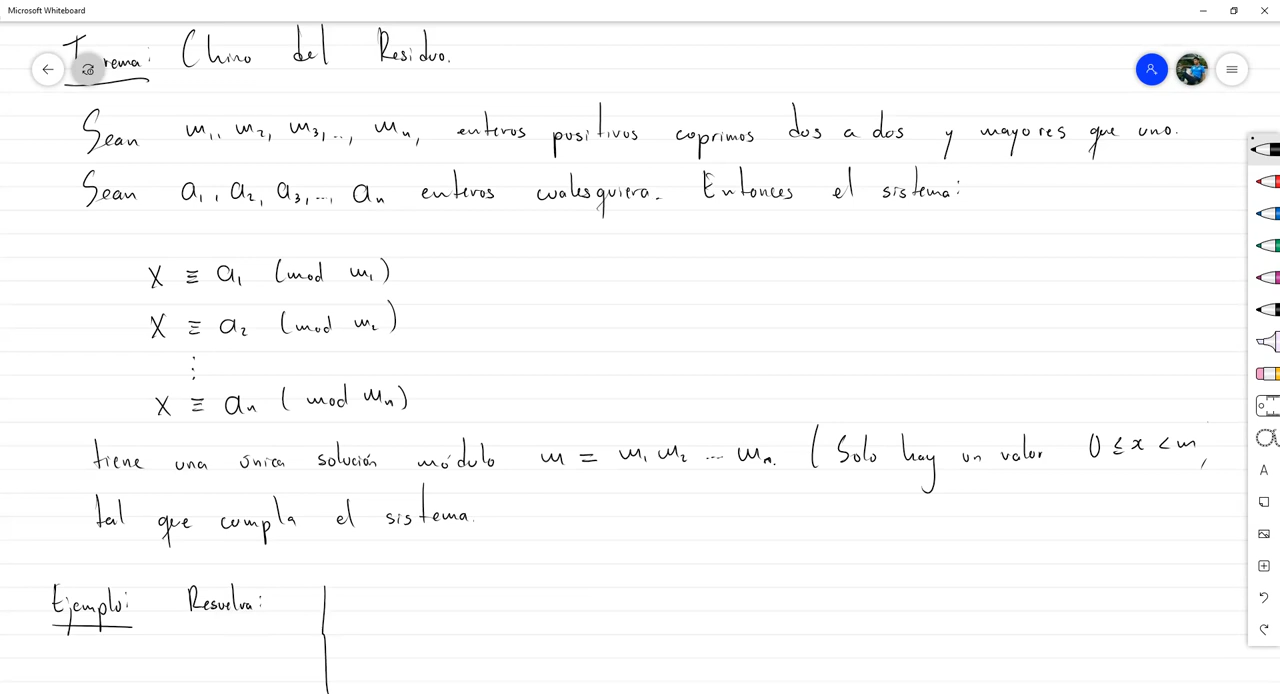 Microsoft Whiteboard
Chino del Residuo.
Sean m₁, m₂, m₃, ..., mₙ, enteros positivos coprimos dos a dos y mayores que uno.
Sean a₁, a₂, a₃, ..., aₙ enteros cualesquiera. Entonces el sistema:
X ≡ a₁ (mod m₁)
X ≡ a₂ (mod m₂)
⋮
X ≡ aₙ (mod mₙ)
tiene una única solución módulo m = m₁ m₂ ... mₙ. (Solo hay un valor 0 ≤ x < m,
tal que cumpla el sistema.
Ejemplo: Resuelva: